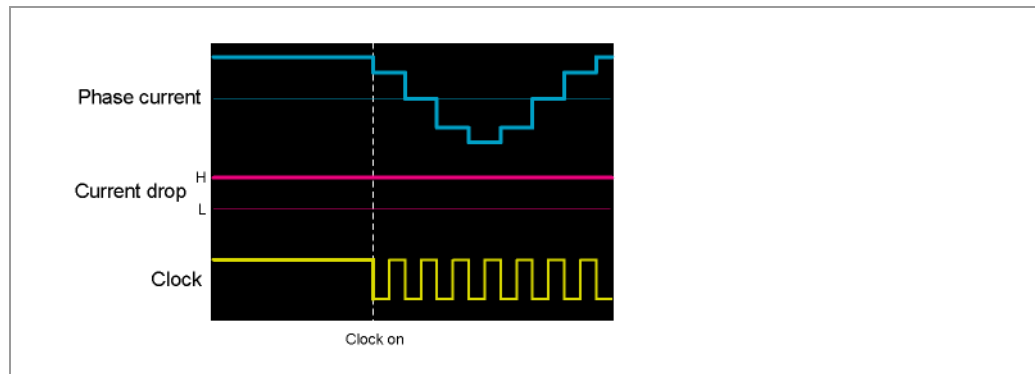 Phase current
H
Current drop
L
Clock
Clock on